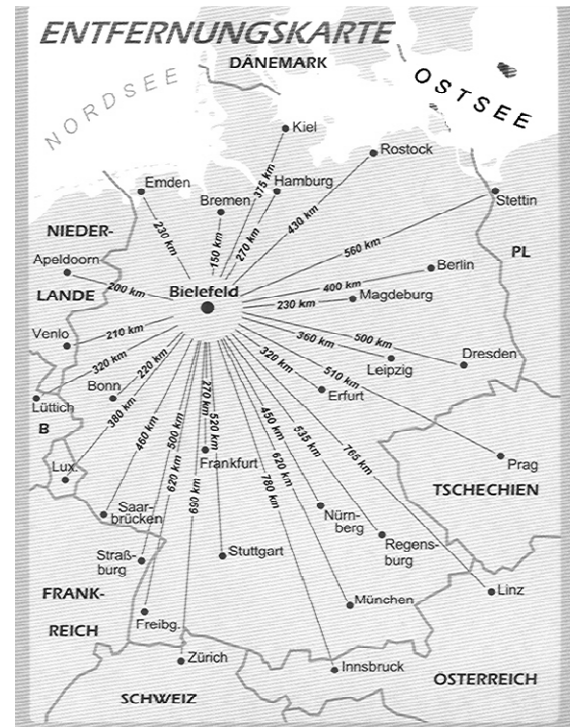 ENTFERNUNGSKARTE
DÄNEMARK
NORDSEE
OSTSEE
Kiel
375 km
Rostock
430 km
Emden
230 km
Hamburg
270 km
Bremen
150 km
Stettin
560 km
NIEDER-
LANDE
PL
Apeldoorn
200 km
Berlin
400 km
Bielefeld
Magdeburg
230 km
Venlo
210 km
360 km
500 km
Dresden
Leipzig
320 km
Lüttich
320 km
Bonn
220 km
510 km
Erfurt
380 km
B
270 km
520 km
460 km
500 km
450 km
535 km
765 km
Lux.
Frankfurt
Prag
620 km
690 km
620 km
780 km
TSCHECHIEN
Saar-
brücken
Nürn-
berg
Regens-
burg
Straß-
burg
Stuttgart
FRANK-
REICH
München
Linz
Freibg.
Zürich
Innsbruck
SCHWEIZ
ÖSTERREICH